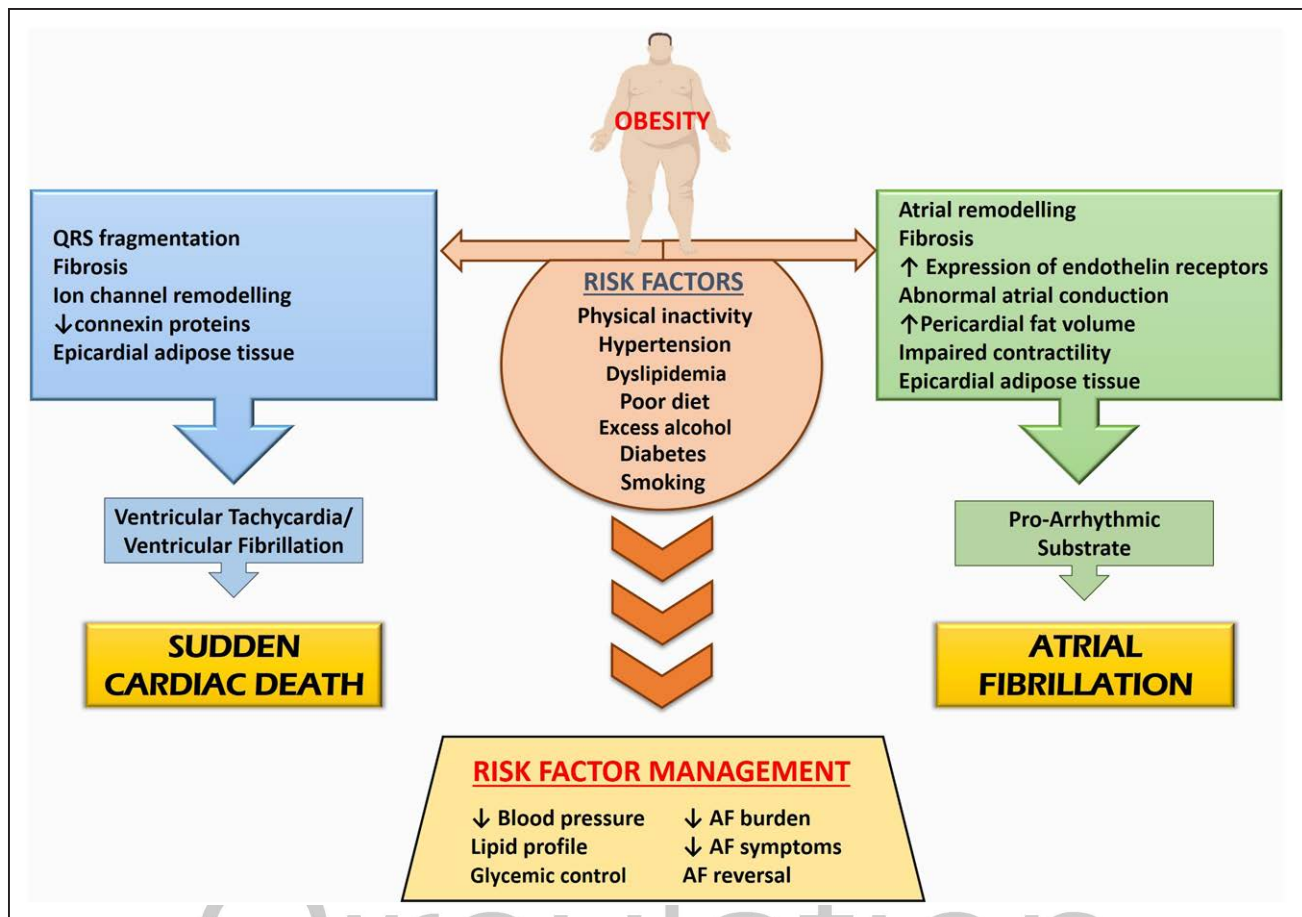 OBESITY
QRS fragmentation
Fibrosis
Ion channel remodelling
↓connexin proteins
Epicardial adipose tissue
Ventricular Tachycardia/
Ventricular Fibrillation
SUDDEN
CARDIAC DEATH
RISK FACTORS
Physical inactivity
Hypertension
Dyslipidemia
Poor diet
Excess alcohol
Diabetes
Smoking
Atrial remodelling
Fibrosis
↑ Expression of endothelin receptors
Abnormal atrial conduction
↑Pericardial fat volume
Impaired contractility
Epicardial adipose tissue
Pro-Arrhythmic
Substrate
ATRIAL
FIBRILLATION
RISK FACTOR MANAGEMENT
↓ Blood pressure
Lipid profile
Glycemic control
↓ AF burden
↓ AF symptoms
AF reversal